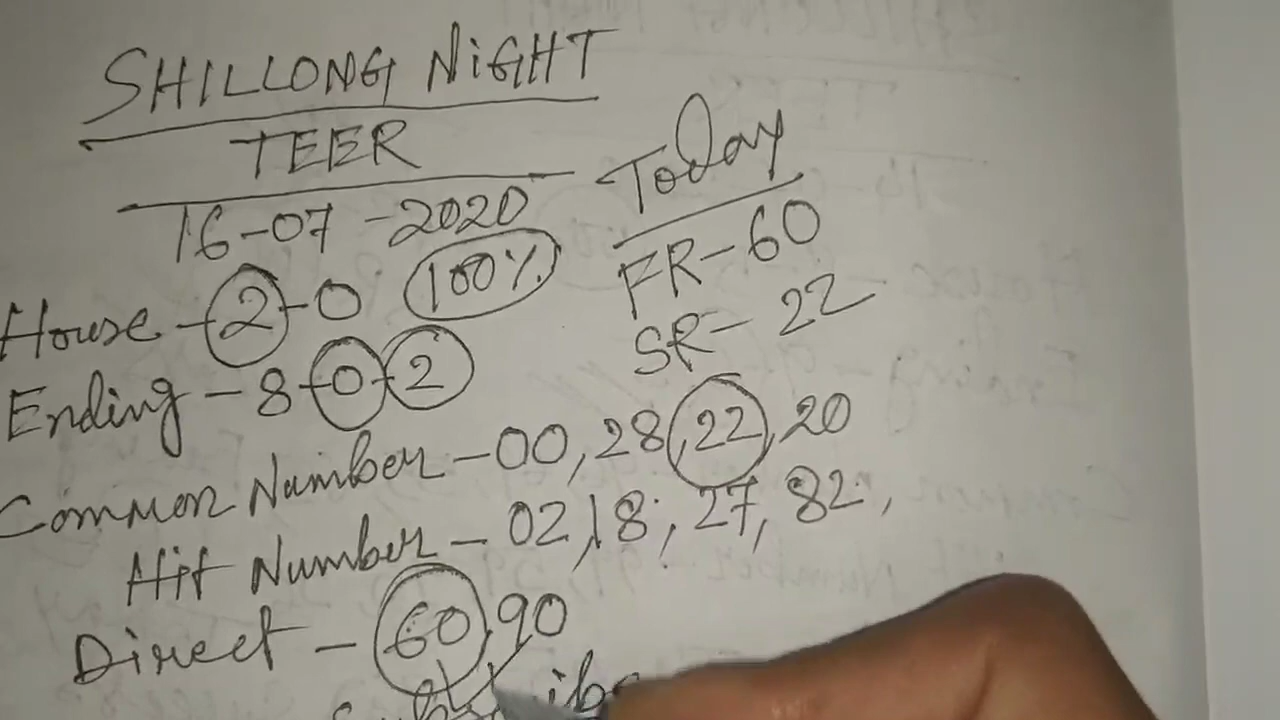 SHILLONG NiGHT
TEER
16-07-2020
Today
FR-60
SR-22
House-2-0 100%
Ending-8-0-2
Common Number-00,28,22,20
Hit Number-02,18,27,82,
Direct-60,90